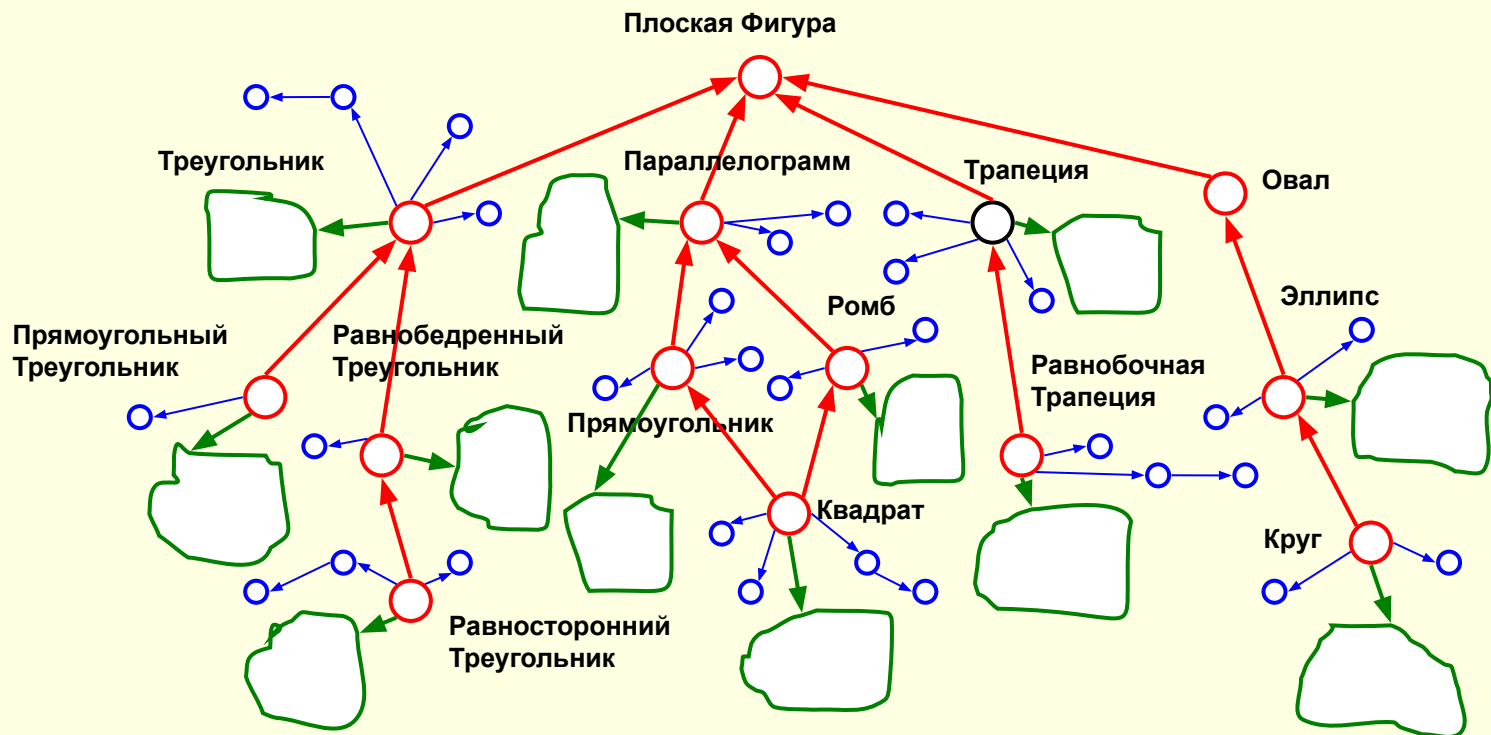 Плоская Фигура
Треугольник
Параллелограмм
Трапеция
Овал
Прямоугольный
Треугольник
Равнобедренный
Треугольник
Ромб
Эллипс
Прямоугольник
Равнобочная
Трапеция
Квадрат
Круг
Равносторонний
Треугольник